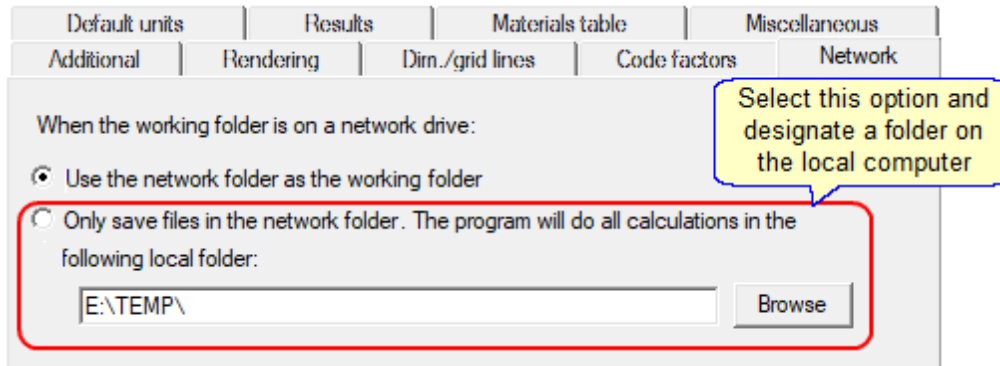 Default units Results Materials table Miscellaneous
Additional Rendering Dim./grid lines Code factors Network
Select this option and
designate a folder on
the local computer
When the working folder is on a network drive:
Use the network folder as the working folder
Only save files in the network folder. The program will do all calculations in the
following local folder:
E:\TEMP\ Browse